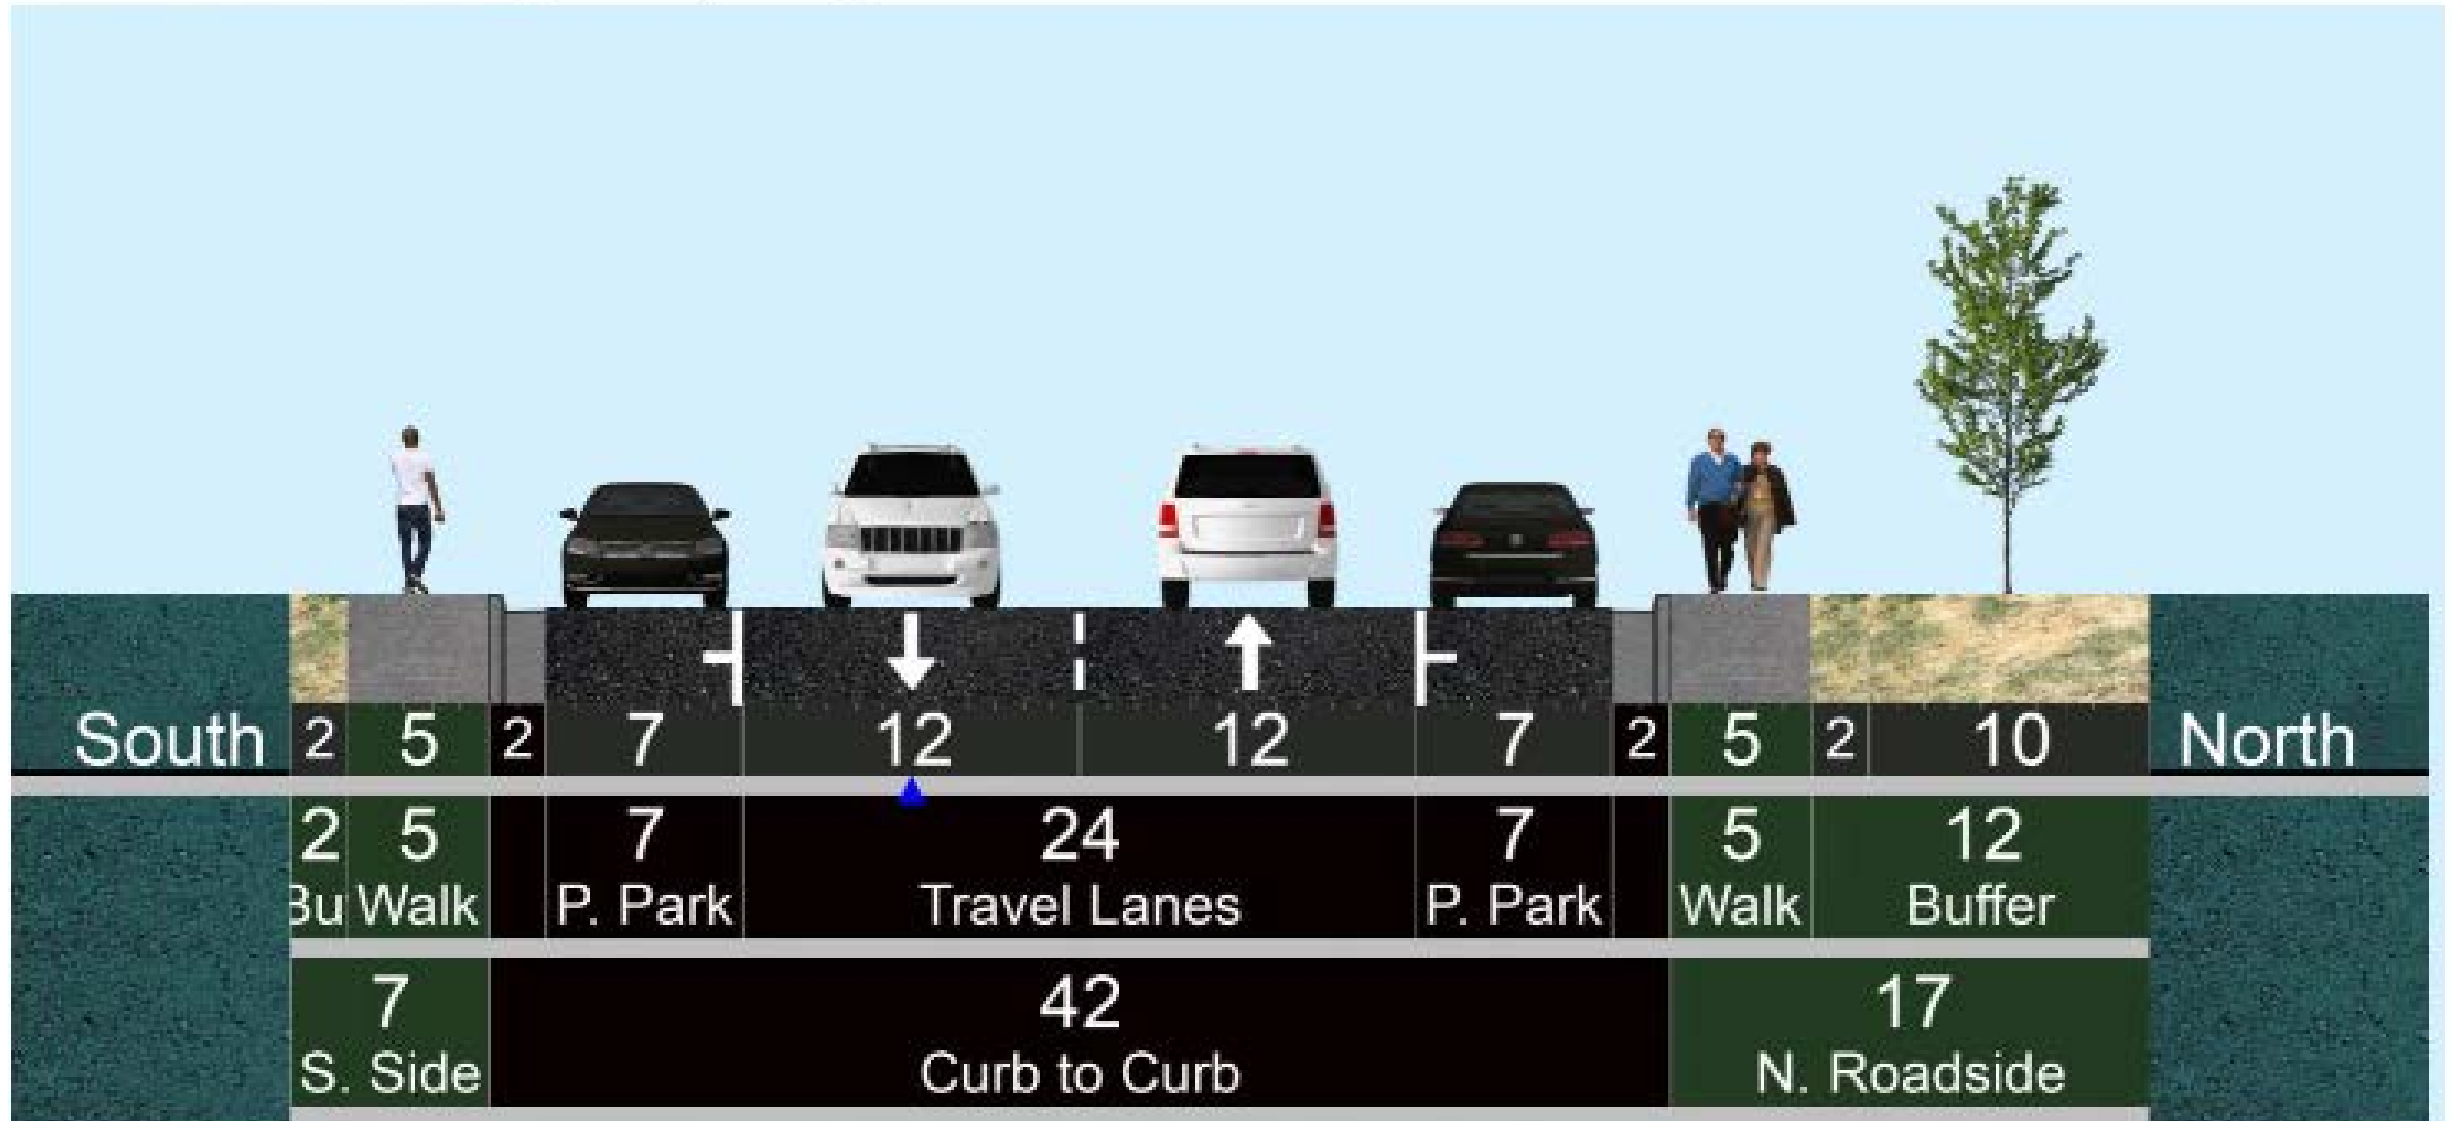 South 2 5 2 7 12 12 7 2 5 2 10 North
2 5 7 24 7 5 12
Bu Walk P. Park Travel Lanes P. Park Walk Buffer
7 42 17
S. Side Curb to Curb N. Roadside